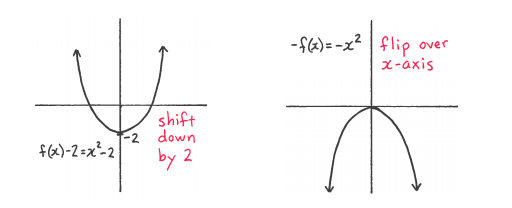 shift
down
by 2
-2
f(x)-2=x²-2
-f(x)=-x²
flip over
x-axis